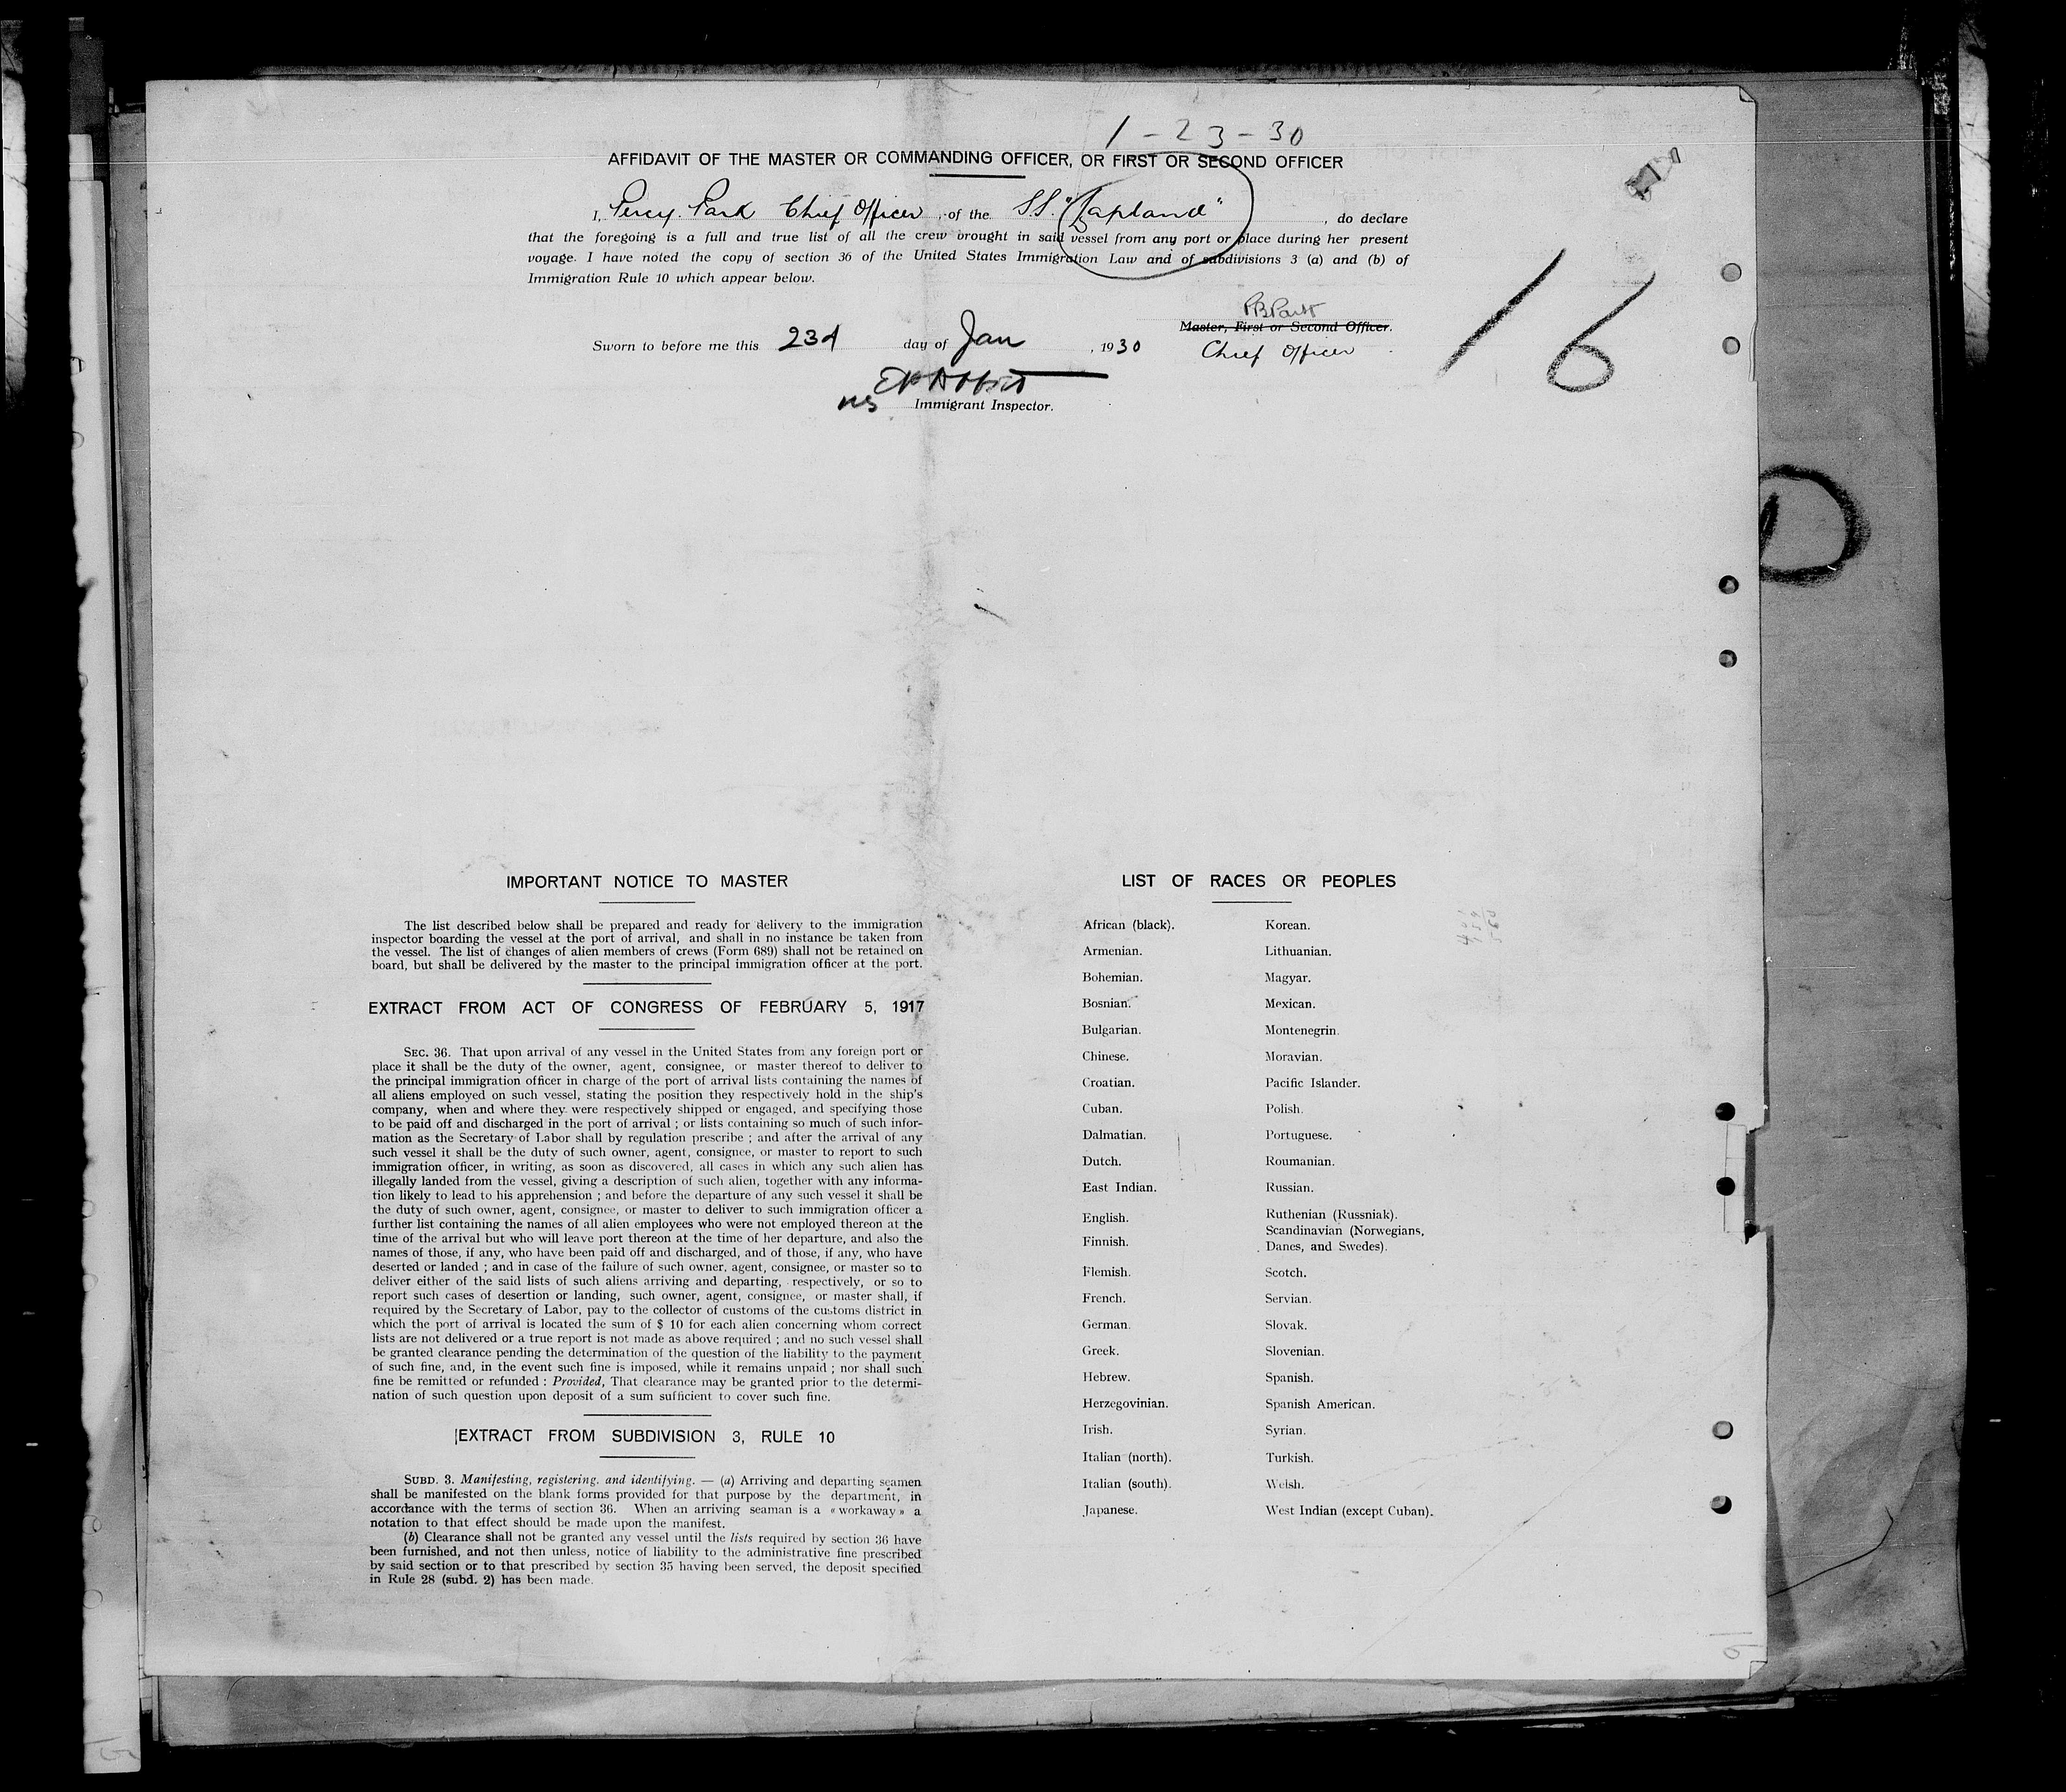 1-23-30
AFFIDAVIT OF THE MASTER OR COMMANDING OFFICER, OR FIRST OR SECOND OFFICER
I, Percy Park Chief Officer, of the SS "Lapland", do declare
that the foregoing is a full and true list of all the crew brought in said vessel from any port or place during her present
voyage. I have noted the copy of section 36 of the United States Immigration Law and of subdivisions 3 (a) and (b) of
Immigration Rule 10 which appear below.
16
Master, First or Second Officer.
Sworn to before me this 23d day of Jan, 1930
Chief Officer
Immigrant Inspector.
IMPORTANT NOTICE TO MASTER
The list described below shall be prepared and ready for delivery to the immigration
inspector boarding the vessel at the port of arrival, and shall in no instance be taken from
the vessel. The list of changes of alien members of crews (Form 689) shall not be retained on
board, but shall be delivered by the master to the principal immigration officer at the port.
EXTRACT FROM ACT OF CONGRESS OF FEBRUARY 5, 1917
SEC. 36. That upon arrival of any vessel in the United States from any foreign port or
place it shall be the duty of the owner, agent, consignee, or master thereof to deliver to
the principal immigration officer in charge of the port of arrival lists containing the names of
all aliens employed on such vessel, stating the position they respectively hold in the ship's
company, when and where they were respectively shipped or engaged, and specifying those
to be paid off and discharged in the port of arrival ; or lists containing so much of such infor-
mation as the Secretary of Labor shall by regulation prescribe ; and after the arrival of any
such vessel it shall be the duty of such owner, agent, consignee, or master to report to such
immigration officer, in writing, as soon as discovered, all cases in which any such alien has
illegally landed from the vessel, giving a description of such alien, together with any informa-
tion likely to lead to his apprehension ; and before the departure of any such vessel it shall be
the duty of such owner, agent, consignee, or master to deliver to such immigration officer a
further list containing the names of all alien employees who were not employed thereon at the
time of the arrival but who will leave port thereon at the time of her departure, and also the
names of those, if any, who have been paid off and discharged, and of those, if any, who have
deserted or landed ; and in case of the failure of such owner, agent, consignee, or master so to
deliver either of the said lists of such aliens arriving and departing, respectively, or so to
report such cases of desertion or landing, such owner, agent, consignee, or master shall, if
required by the Secretary of Labor, pay to the collector of customs of the customs district in
which the port of arrival is located the sum of $ 10 for each alien concerning whom correct
lists are not delivered or a true report is not made as above required ; and no such vessel shall
be granted clearance pending the determination of the question of the liability to the payment
of such fine, and, in the event such fine is imposed, while it remains unpaid ; nor shall such
fine be remitted or refunded : Provided, That clearance may be granted prior to the determi-
nation of such question upon deposit of a sum sufficient to cover such fine.
EXTRACT FROM SUBDIVISION 3, RULE 10
SUBD. 3. Manifesting, registering, and identifying. — (a) Arriving and departing seamen
shall be manifested on the blank forms provided for that purpose by the department, in
accordance with the terms of section 36. When an arriving seaman is a «workaway» a
notation to that effect should be made upon the manifest.
(b) Clearance shall not be granted any vessel until the lists required by section 36 have
been furnished, and not then unless, notice of liability to the administrative fine prescribed
by said section or to that prescribed by section 35 having been served, the deposit specified
in Rule 28 (subd. 2) has been made.
LIST OF RACES OR PEOPLES
African (black).
Armenian.
Bohemian.
Bosnian.
Bulgarian.
Chinese.
Croatian.
Cuban.
Dalmatian.
Dutch.
East Indian.
English.
Finnish.
Flemish.
French.
German.
Greek.
Hebrew.
Herzegovinian.
Irish.
Italian (north).
Italian (south).
Japanese.
Korean.
Lithuanian.
Magyar.
Mexican.
Montenegrin.
Moravian.
Pacific Islander.
Polish.
Portuguese.
Roumanian.
Russian.
Ruthenian (Russniak).
Scandinavian (Norwegians,
Danes, and Swedes).
Scotch.
Servian.
Slovak.
Slovenian.
Spanish.
Spanish American.
Syrian.
Turkish.
Welsh.
West Indian (except Cuban).